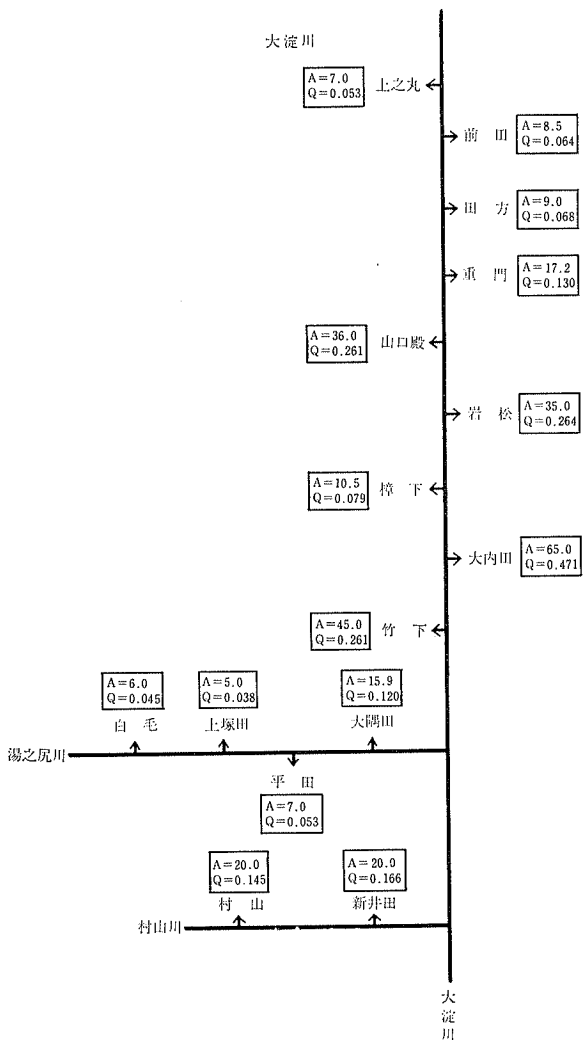 大淀川
A=7.0
Q=0.053
上之丸
前田
A=8.5
Q=0.064
田方
A=9.0
Q=0.068
重門
A=17.2
Q=0.130
A=36.0
Q=0.261
山口殿
岩松
A=35.0
Q=0.264
A=10.5
Q=0.079
樟下
大内田
A=65.0
Q=0.471
A=45.0
Q=0.261
竹下
A=6.0
Q=0.045
白毛
A=5.0
Q=0.038
上塚田
A=15.9
Q=0.120
大隅田
湯之尻川
平田
A=7.0
Q=0.053
A=20.0
Q=0.145
村山
A=20.0
Q=0.166
新井田
村山川
大淀川